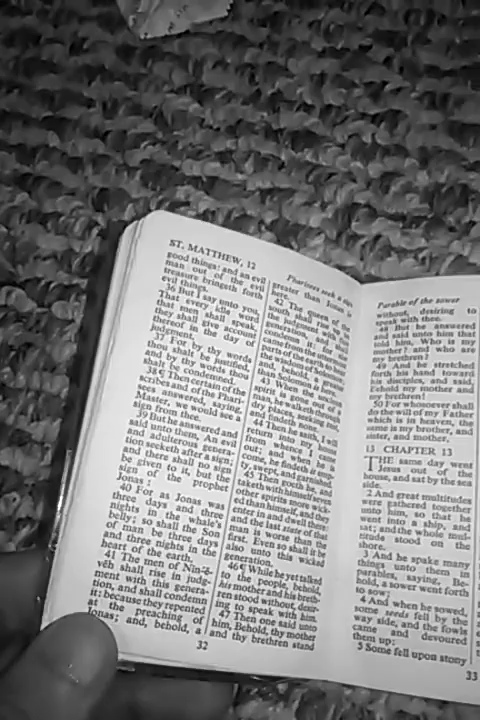 ST. MATTHEW, 12
good things: and an evil
man out of the evil
treasure bringeth forth
evil things.
36 But I say unto you,
That every idle word
that men shall speak,
they shall give account
thereof in the day of
judgment.
37 For by thy words
thou shalt be justified,
and by thy words thou
shalt be condemned.
38 ¶ Then certain of the
scribes and of the Phari-
sees answered, saying,
Master, we would see a
sign from thee.
39 But he answered and
said unto them, An evil
and adulterous genera-
tion seeketh after a sign;
and there shall no sign
be given to it, but the
sign of the prophet
Jonas:
40 For as Jonas was
three days and three
nights in the whale's
belly; so shall the Son
of man be three days
and three nights in the
heart of the earth.
41 The men of Nin-ĕ-
vēh shall rise in judg-
ment with this genera-
tion, and shall condemn
it: because they repented
at the preaching of
Jonas; and, behold, a
32
Pharisees seek a sign
greater than Jonas is
here.
42 The queen of the
south shall rise up in
the judgment with this
generation, and shall
condemn it: for she
came from the uttermost
parts of the earth to hear
the wisdom of Solomon;
and, behold, a greater
than Solomon is here.
43 When the unclean
spirit is gone out of a
man, he walketh through
dry places, seeking rest,
and findeth none.
44 Then he saith, I will
return into my house
from whence I came
out; and when he is
come, he findeth it emp-
ty, swept, and garnished.
45 Then goeth he, and
taketh with himself seven
other spirits more wick-
ed than himself, and they
enter in and dwell there:
and the last state of that
man is worse than the
first. Even so shall it be
also unto this wicked
generation.
46 ¶ While he yet talked
to the people, behold,
his mother and his breth-
ren stood without, desir-
ing to speak with him.
47 Then one said unto
him, Behold, thy mother
and thy brethren stand
Parable of the sower
without, desiring to
speak with thee.
48 But he answered
and said unto him that
told him, Who is my
mother? and who are
my brethren?
49 And he stretched
forth his hand toward
his disciples, and said,
Behold my mother and
my brethren!
50 For whosoever shall
do the will of my Father
which is in heaven, the
same is my brother, and
sister, and mother.
13 CHAPTER 13
THE same day went
Jesus out of the
house, and sat by the sea
side.
2 And great multitudes
were gathered together
unto him, so that he
went into a ship, and
sat; and the whole mul-
titude stood on the
shore.
3 And he spake many
things unto them in
parables, saying, Be-
hold, a sower went forth
to sow;
4 And when he sowed,
some seeds fell by the
way side, and the fowls
came and devoured
them up:
5 Some fell upon stony
33